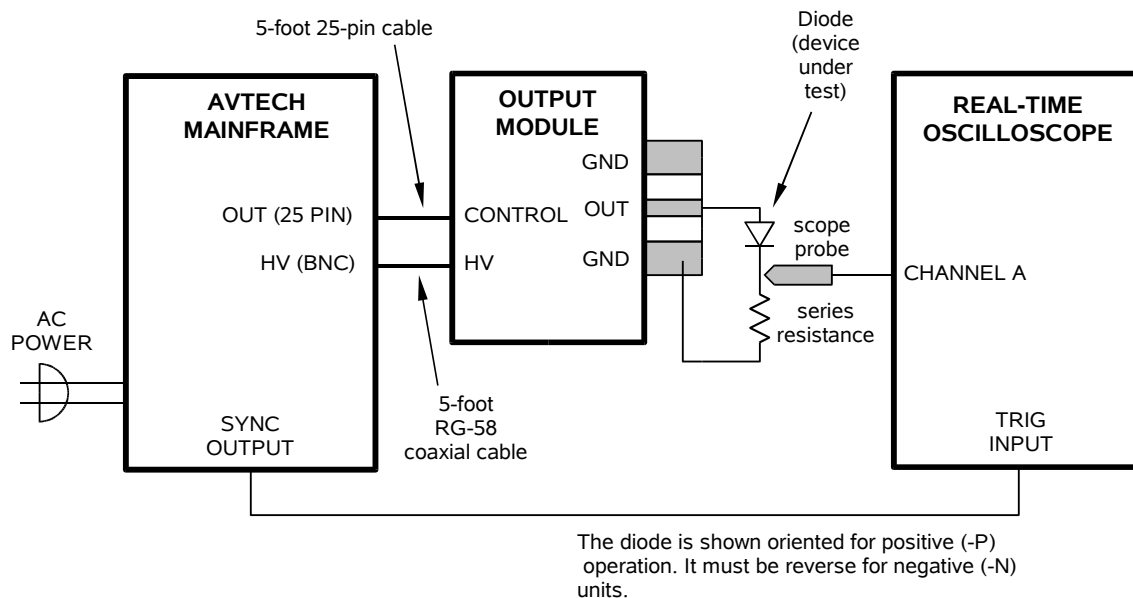 5-foot 25-pin cable
Diode
(device
under
test)
AVTECH
MAINFRAME
OUTPUT
MODULE
REAL-TIME
OSCILLOSCOPE
GND
OUT (25 PIN)
CONTROL
OUT
HV (BNC)
HV
GND
scope
probe
CHANNEL A
series
resistance
AC
POWER
5-foot
RG-58
coaxial cable
SYNC
OUTPUT
TRIG
INPUT
The diode is shown oriented for positive (-P)
operation. It must be reverse for negative (-N)
units.